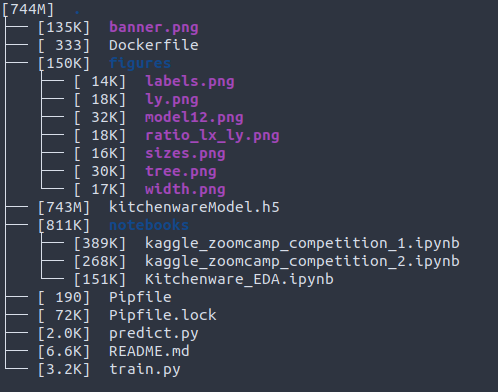 [744M]  .
├── [135K]  banner.png
├── [ 333]  Dockerfile
├── [150K]  figures
│   ├── [ 14K]  labels.png
│   ├── [ 18K]  ly.png
│   ├── [ 32K]  model12.png
│   ├── [ 18K]  ratio_lx_ly.png
│   ├── [ 16K]  sizes.png
│   ├── [ 30K]  tree.png
│   └── [ 17K]  width.png
├── [743M]  kitchenwareModel.h5
├── [811K]  notebooks
│   ├── [389K]  kaggle_zoomcamp_competition_1.ipynb
│   ├── [268K]  kaggle_zoomcamp_competition_2.ipynb
│   └── [151K]  Kitchenware_EDA.ipynb
├── [ 190]  Pipfile
├── [ 72K]  Pipfile.lock
├── [2.0K]  predict.py
├── [6.6K]  README.md
└── [3.2K]  train.py